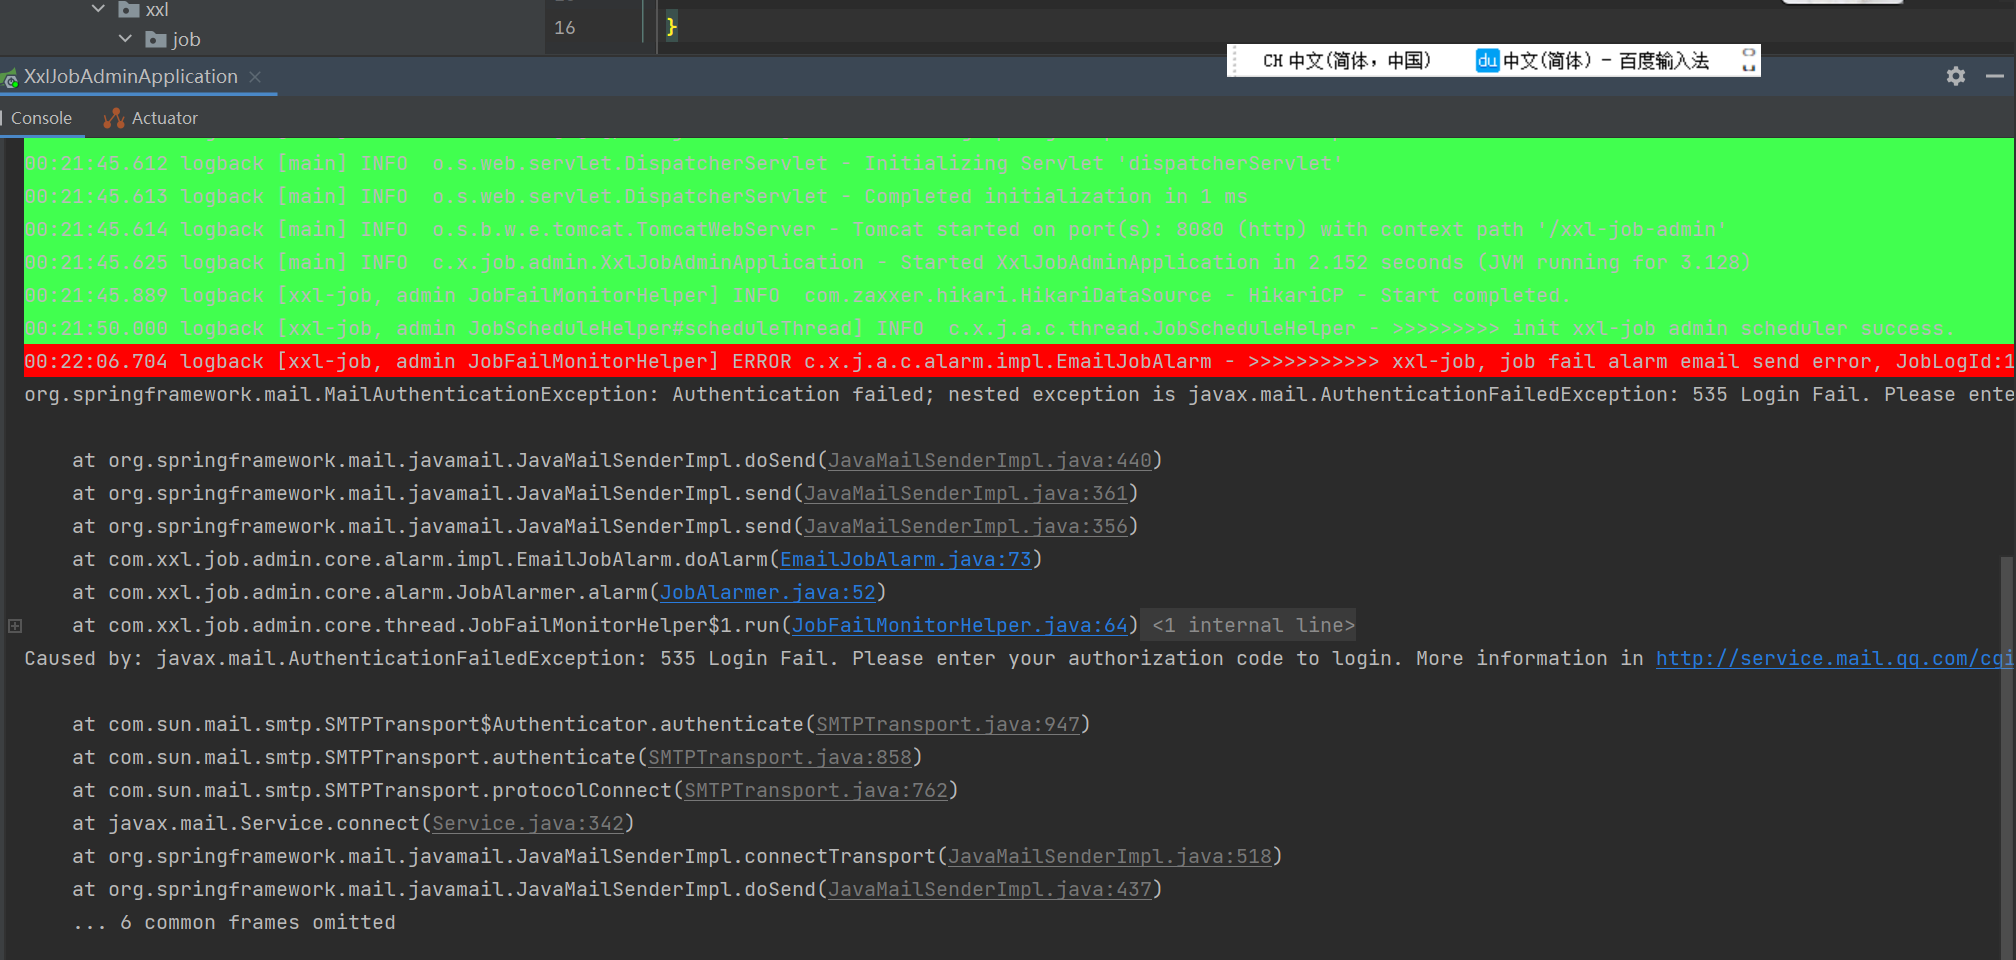 xxl
job
16
}
CH 中文(简体，中国)
du 中文(简体) - 百度输入法
XxlJobAdminApplication
Console
Actuator
00:21:45.612 logback [main] INFO  o.s.web.servlet.DispatcherServlet - Initializing Servlet 'dispatcherServlet'
00:21:45.613 logback [main] INFO  o.s.web.servlet.DispatcherServlet - Completed initialization in 1 ms
00:21:45.614 logback [main] INFO  o.s.b.w.e.tomcat.TomcatWebServer - Tomcat started on port(s): 8080 (http) with context path '/xxl-job-admin'
00:21:45.625 logback [main] INFO  c.x.job.admin.XxlJobAdminApplication - Started XxlJobAdminApplication in 2.152 seconds (JVM running for 3.128)
00:21:45.889 logback [xxl-job, admin JobFailMonitorHelper] INFO  com.zaxxer.hikari.HikariDataSource - HikariCP - Start completed.
00:21:50.000 logback [xxl-job, admin JobScheduleHelper#scheduleThread] INFO  c.x.j.a.c.thread.JobScheduleHelper - >>>>>>>>> init xxl-job admin scheduler success.
00:22:06.704 logback [xxl-job, admin JobFailMonitorHelper] ERROR c.x.j.a.c.alarm.impl.EmailJobAlarm - >>>>>>>>>>> xxl-job, job fail alarm email send error, JobLogId:1
org.springframework.mail.MailAuthenticationException: Authentication failed; nested exception is javax.mail.AuthenticationFailedException: 535 Login Fail. Please ente
at org.springframework.mail.javamail.JavaMailSenderImpl.doSend(JavaMailSenderImpl.java:440)
at org.springframework.mail.javamail.JavaMailSenderImpl.send(JavaMailSenderImpl.java:361)
at org.springframework.mail.javamail.JavaMailSenderImpl.send(JavaMailSenderImpl.java:356)
at com.xxl.job.admin.core.alarm.impl.EmailJobAlarm.doAlarm(EmailJobAlarm.java:73)
at com.xxl.job.admin.core.alarm.JobAlarmer.alarm(JobAlarmer.java:52)
at com.xxl.job.admin.core.thread.JobFailMonitorHelper$1.run(JobFailMonitorHelper.java:64) <1 internal line>
Caused by: javax.mail.AuthenticationFailedException: 535 Login Fail. Please enter your authorization code to login. More information in http://service.mail.qq.com/cgi
at com.sun.mail.smtp.SMTPTransport$Authenticator.authenticate(SMTPTransport.java:947)
at com.sun.mail.smtp.SMTPTransport.authenticate(SMTPTransport.java:858)
at com.sun.mail.smtp.SMTPTransport.protocolConnect(SMTPTransport.java:762)
at javax.mail.Service.connect(Service.java:342)
at org.springframework.mail.javamail.JavaMailSenderImpl.connectTransport(JavaMailSenderImpl.java:518)
at org.springframework.mail.javamail.JavaMailSenderImpl.doSend(JavaMailSenderImpl.java:437)
... 6 common frames omitted